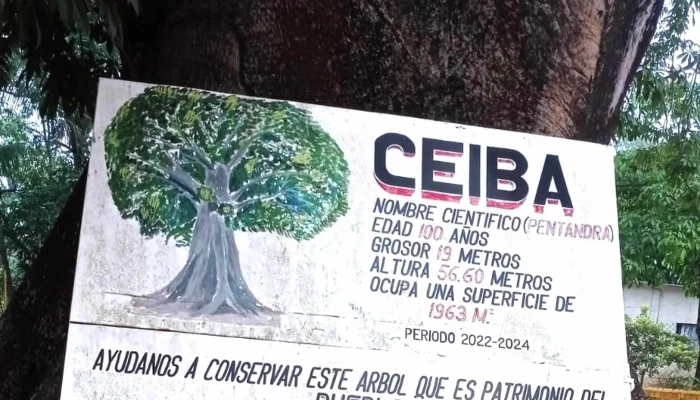 CEIBA
NOMBRE CIENTIFICO (PENTANDRA)
EDAD 100 AÑOS
GROSOR 19 METROS
ALTURA 56.60 METROS
OCUPA UNA SUPERFICIE DE
1963 M.²
PERIODO 2022-2024
AYUDANOS A CONSERVAR ESTE ARBOL QUE ES PATRIMONIO DEL